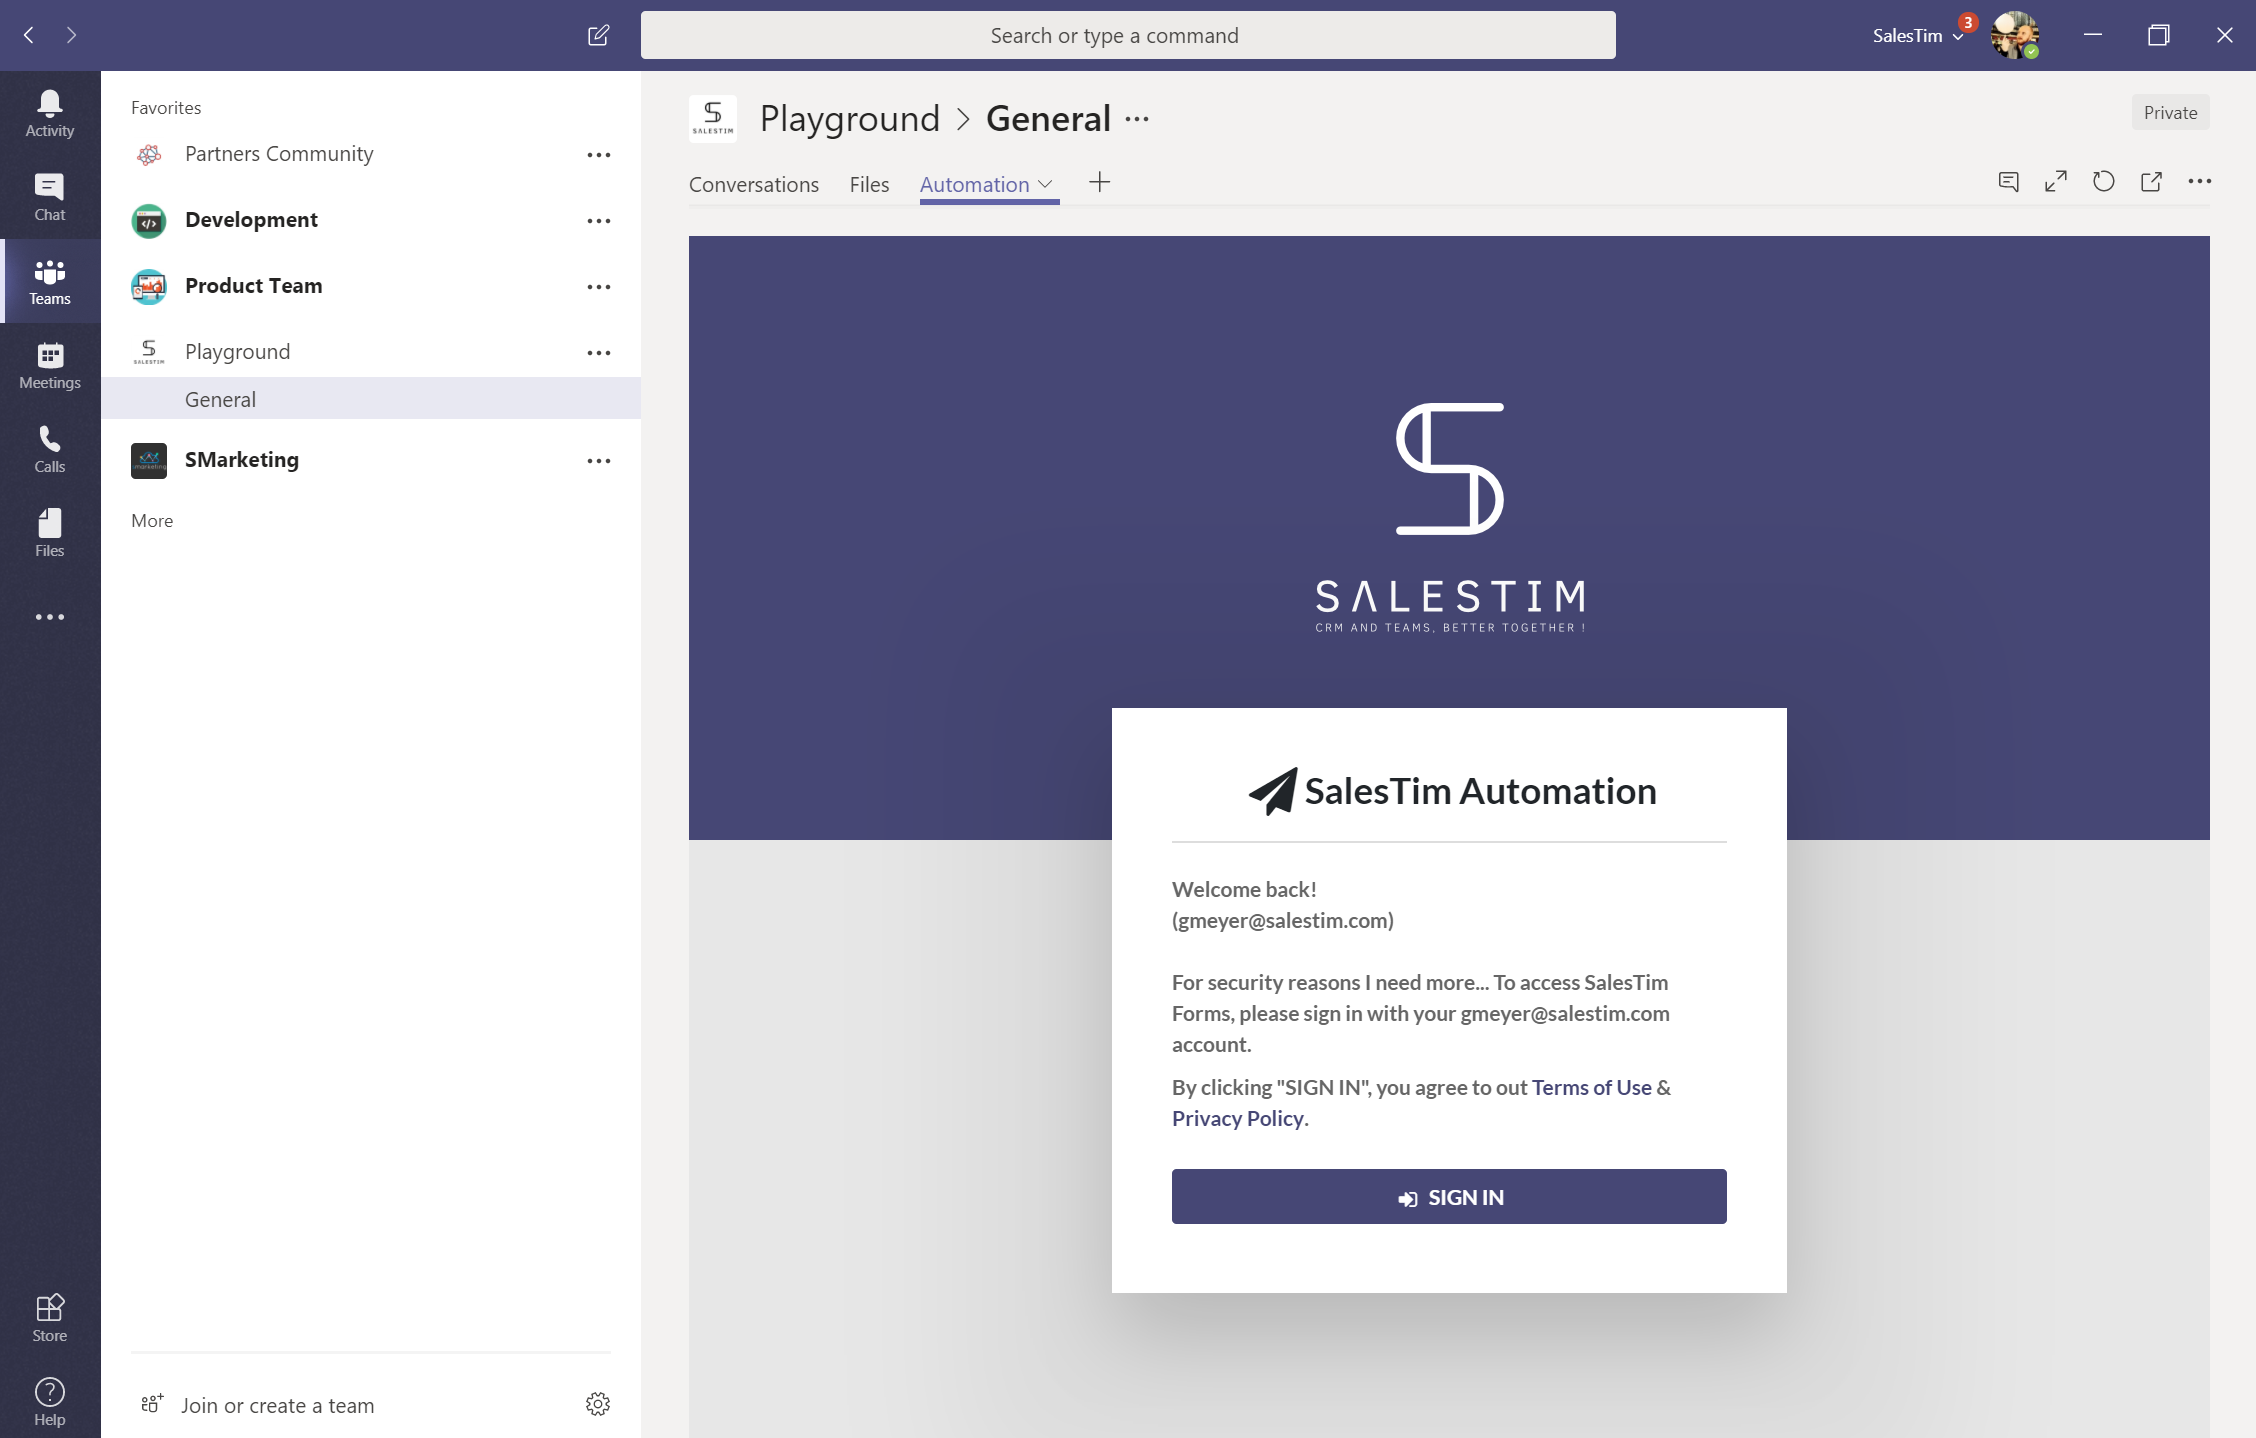 Search or type a command
SalesTim
3
Activity
Chat
Teams
Meetings
Calls
Files
Store
Help
Favorites
Partners Community
Development
Product Team
SALESTIM
Playground
General
SMarketing
More
Join or create a team
SALESTIM
Playground > General
Private
Conversations
Files
Automation
SALESTIM
CRM AND TEAMS, BETTER TOGETHER !
SalesTim Automation
Welcome back!
(gmeyer@salestim.com)
For security reasons I need more... To access SalesTim
Forms, please sign in with your gmeyer@salestim.com
account.
By clicking "SIGN IN", you agree to out Terms of Use &
Privacy Policy.
SIGN IN